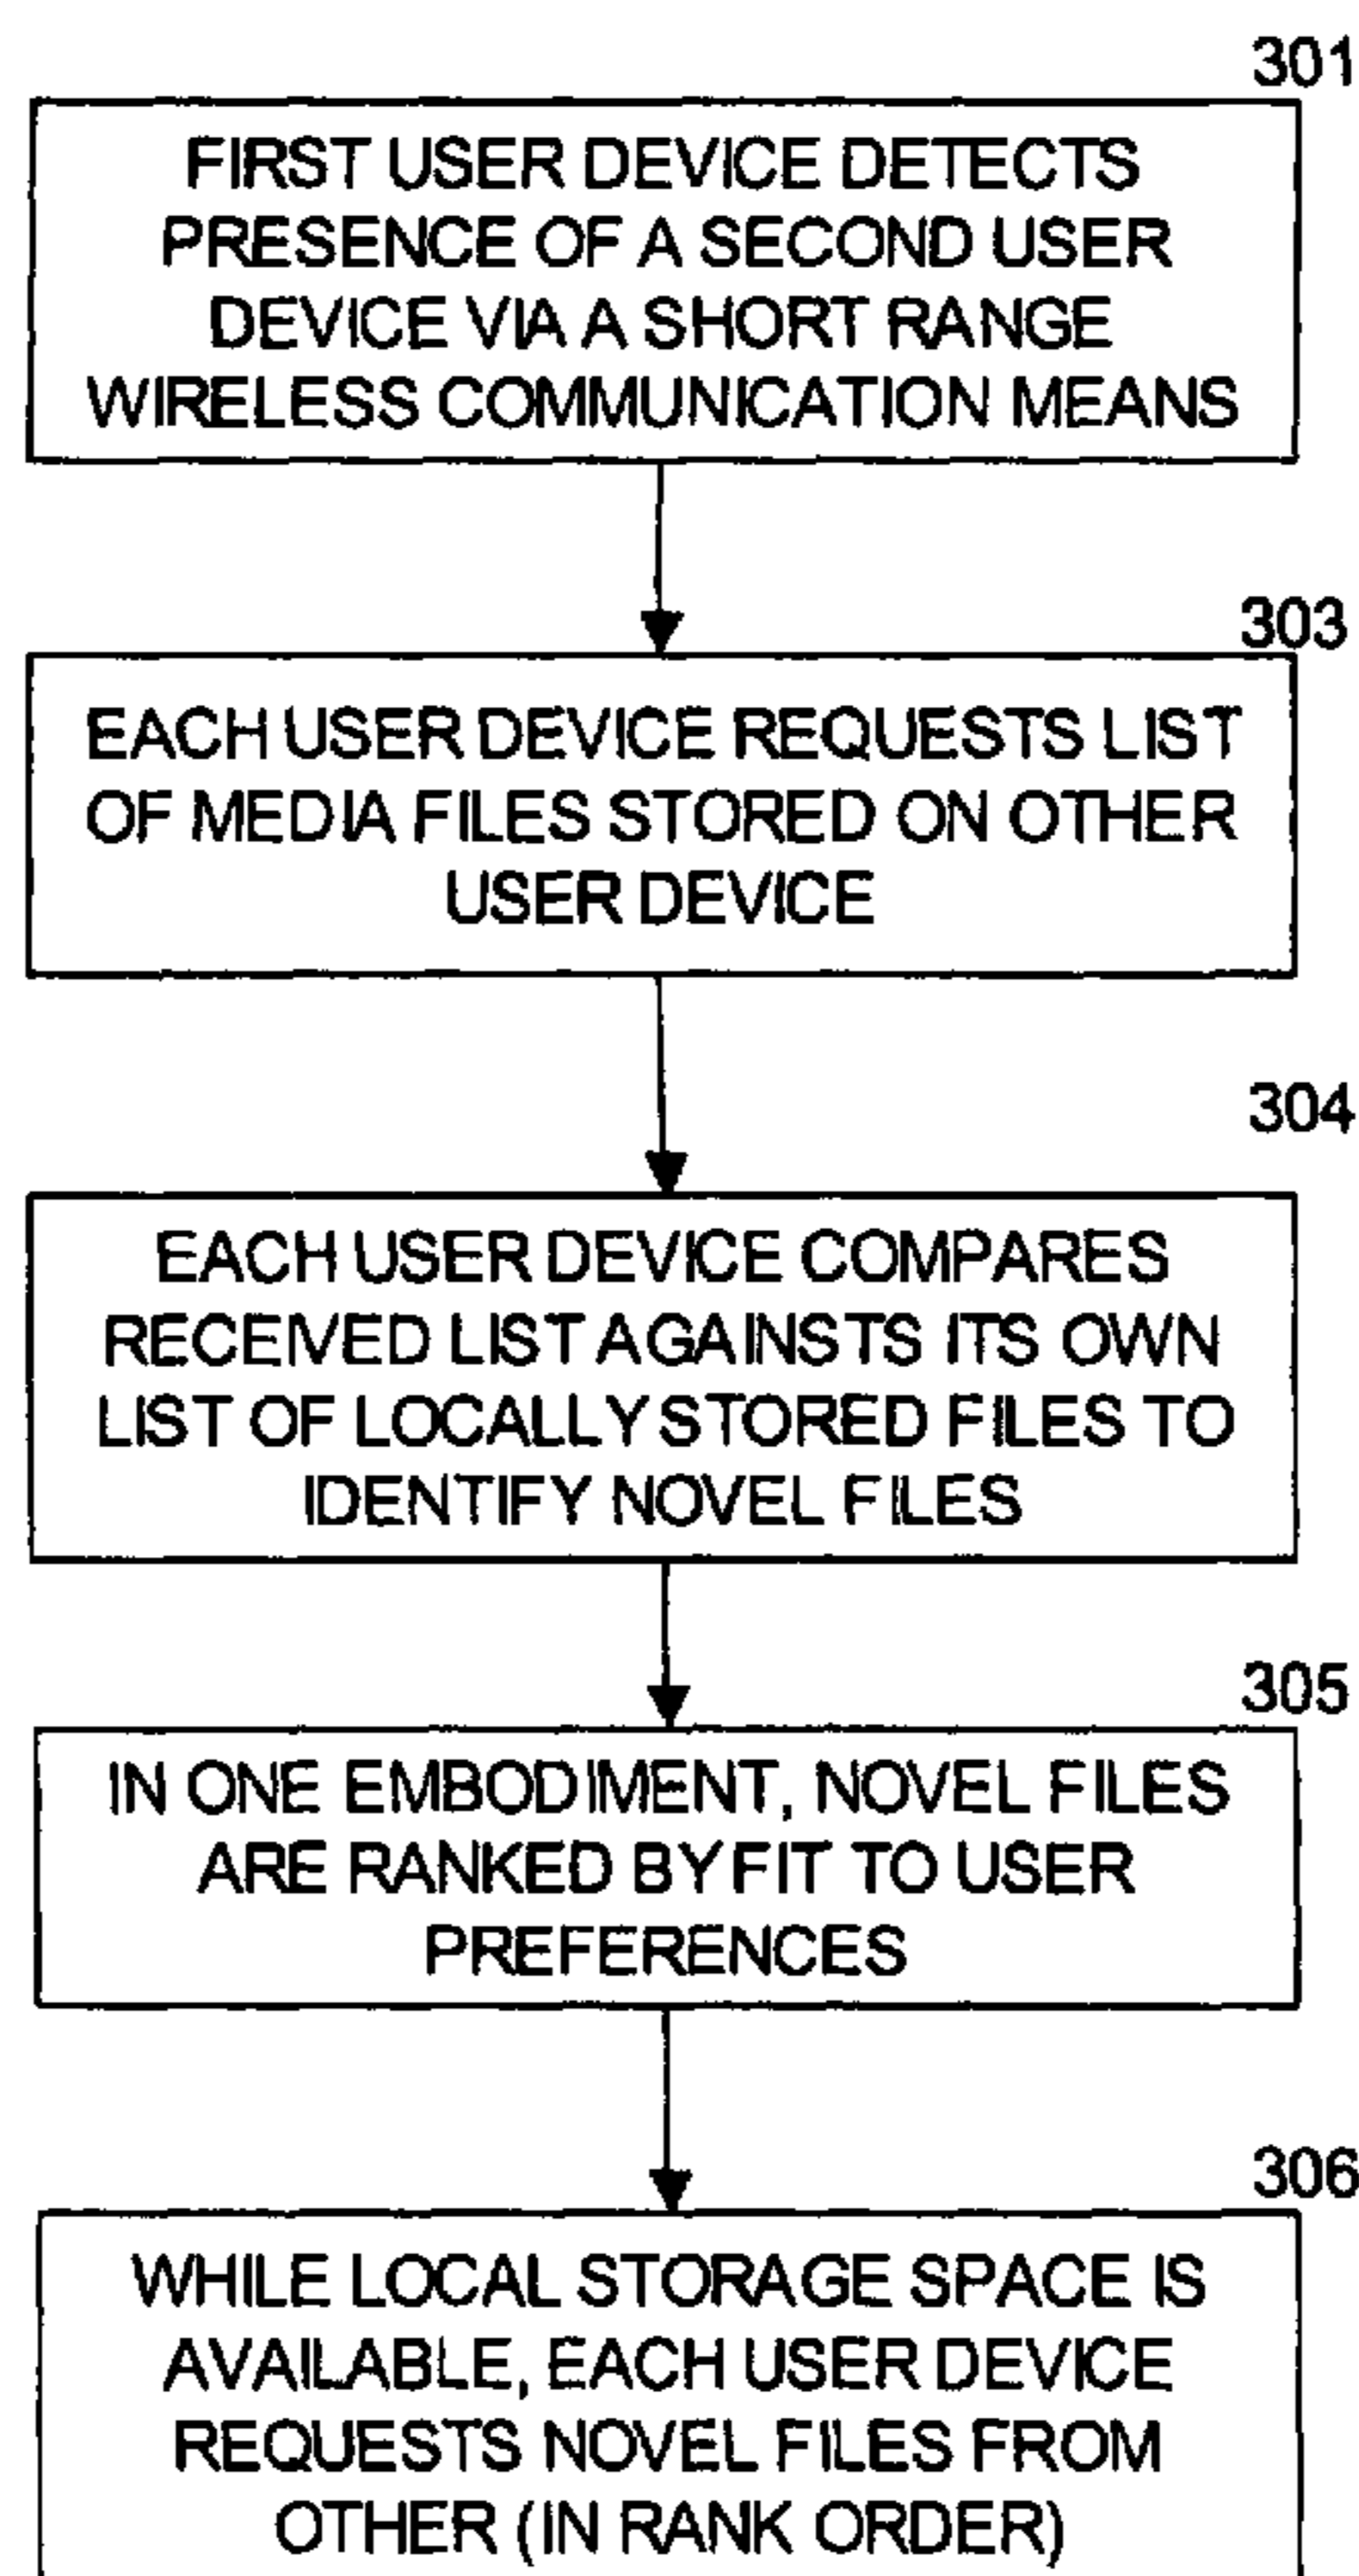 301
FIRST USER DEVICE DETECTS
PRESENCE OF A SECOND USER
DEVICE VIA A SHORT RANGE
WIRELESS COMMUNICATION MEANS
303
EACH USER DEVICE REQUESTS LIST
OF MEDIA FILES STORED ON OTHER
USER DEVICE
304
EACH USER DEVICE COMPARES
RECEIVED LIST AGAINSTS ITS OWN
LIST OF LOCALLY STORED FILES TO
IDENTIFY NOVEL FILES
305
IN ONE EMBODIMENT, NOVEL FILES
ARE RANKED BY FIT TO USER
PREFERENCES
306
WHILE LOCAL STORAGE SPACE IS
AVAILABLE, EACH USER DEVICE
REQUESTS NOVEL FILES FROM
OTHER (IN RANK ORDER)